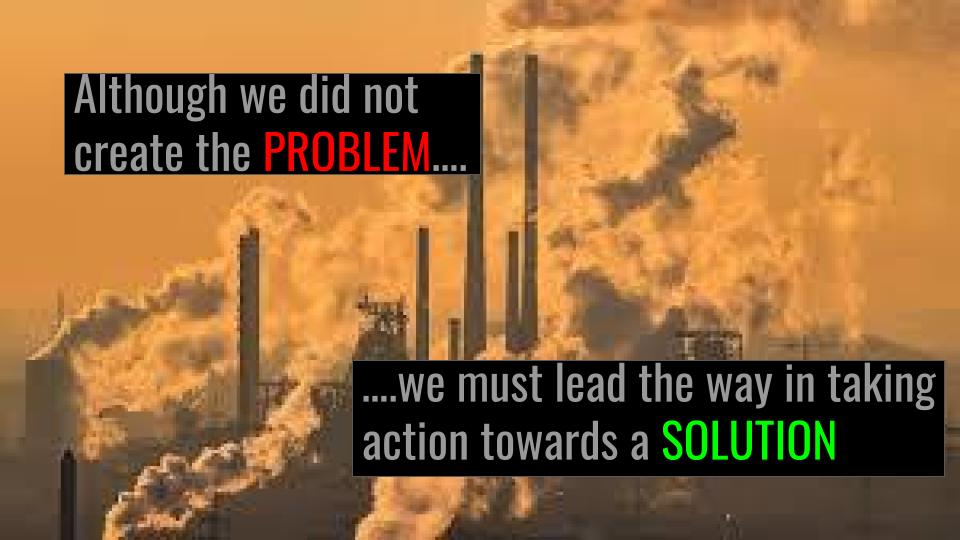 Although we did not
create the PROBLEM....
....we must lead the way in taking
action towards a SOLUTION